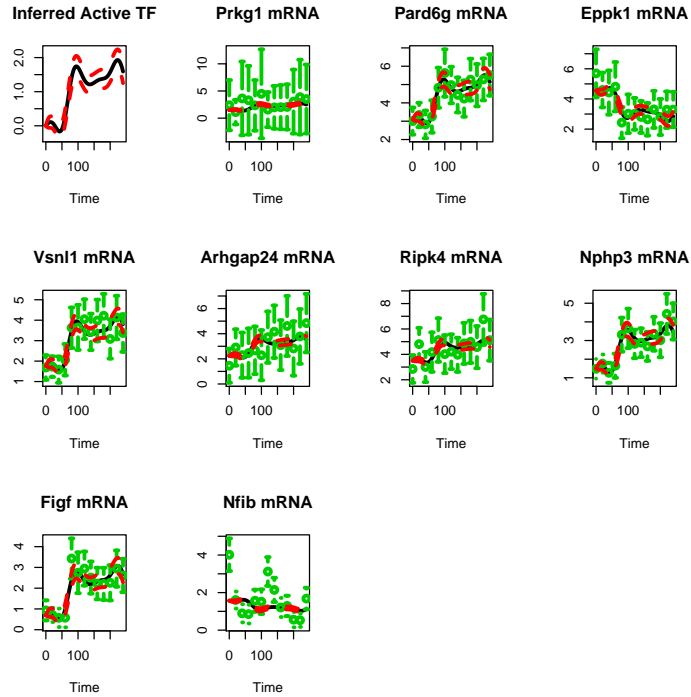 Inferred Active TF
Prkg1 mRNA
Pard6g mRNA
Eppk1 mRNA
0.0 1.0 2.0
0 5 10
2 4 6
2 4 6
0 100
0 100
0 100
0 100
Time
Time
Time
Time
Vsnl1 mRNA
Arhgap24 mRNA
Ripk4 mRNA
Nphp3 mRNA
1 2 3 4 5
0 2 4 6
2 4 6 8
1 3 5
0 100
0 100
0 100
0 100
Time
Time
Time
Time
Figf mRNA
Nfib mRNA
0 1 2 3 4
0 2 4
0 100
0 100
Time
Time